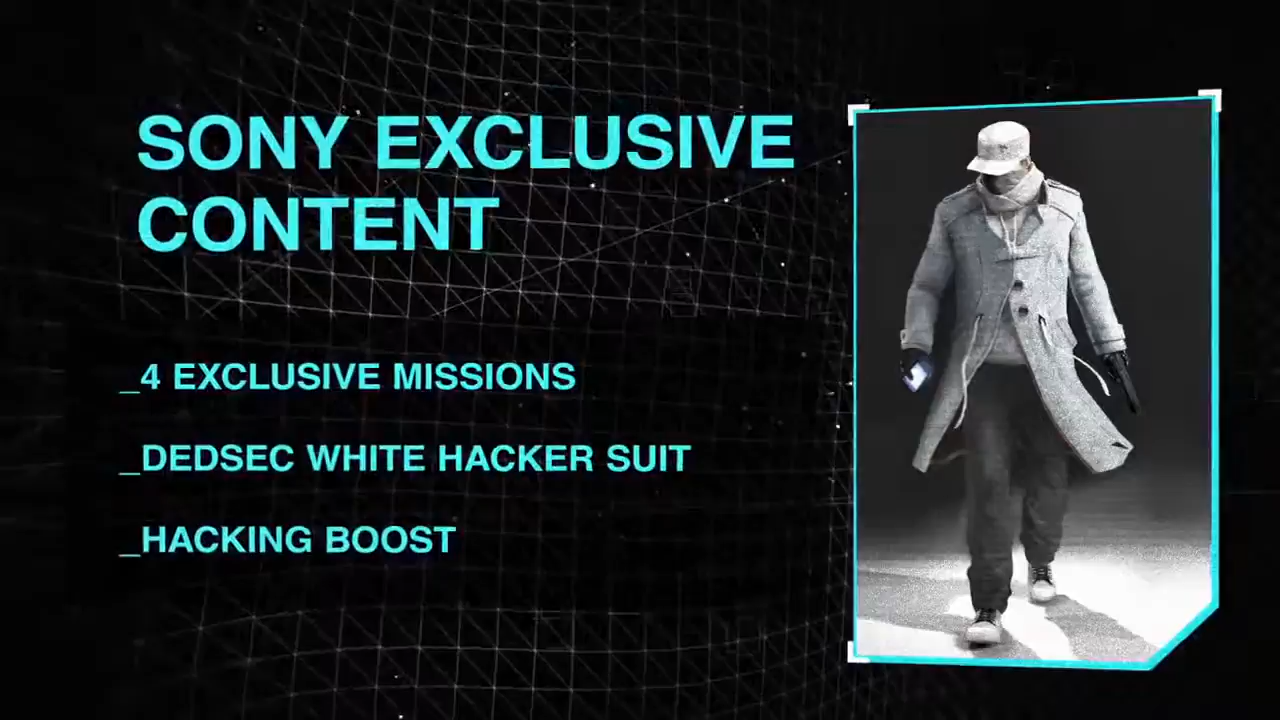 SONY EXCLUSIVE
CONTENT
_4 EXCLUSIVE MISSIONS
_DEDSEC WHITE HACKER SUIT
_HACKING BOOST